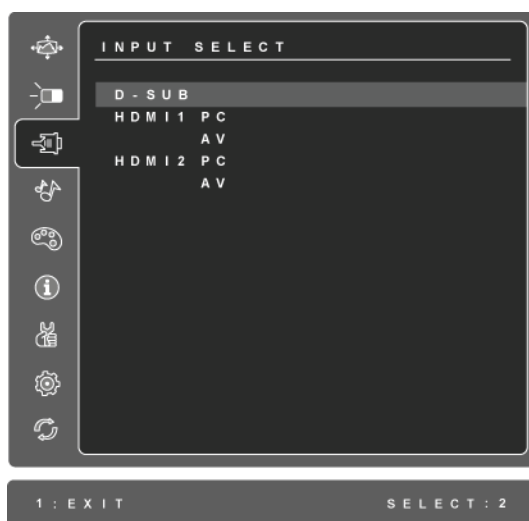 INPUT SELECT
D-SUB
HDMI1 PC
AV
HDMI2 PC
AV
1:EXIT SELECT:2